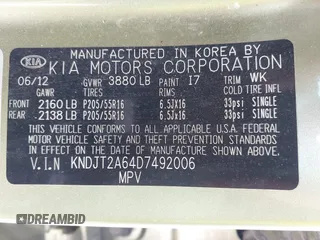 MANUFACTURED IN KOREA BY
KIA KIA MOTORS CORPORATION
06/12 GVWR 3880 LB PAINT I7 TRIM WK
GAWR TIRES RIMS COLD TIRE INFL
FRONT 2160 LB P205/55R16 6.5JX16 33psi SINGLE
REAR 2138 LB P205/55R16 6.5JX16 33psi SINGLE
THIS VEHICLE CONFORMS TO ALL APPLICABLE U.S.A. FEDERAL
MOTOR VEHICLE SAFETY AND THEFT PREVENTION STANDARDS
IN EFFECT ON THE DATE OF MANUFACTURE SHOWN ABOVE.
V.I.N KNDJT2A64D7492006
MPV
DREAMBID